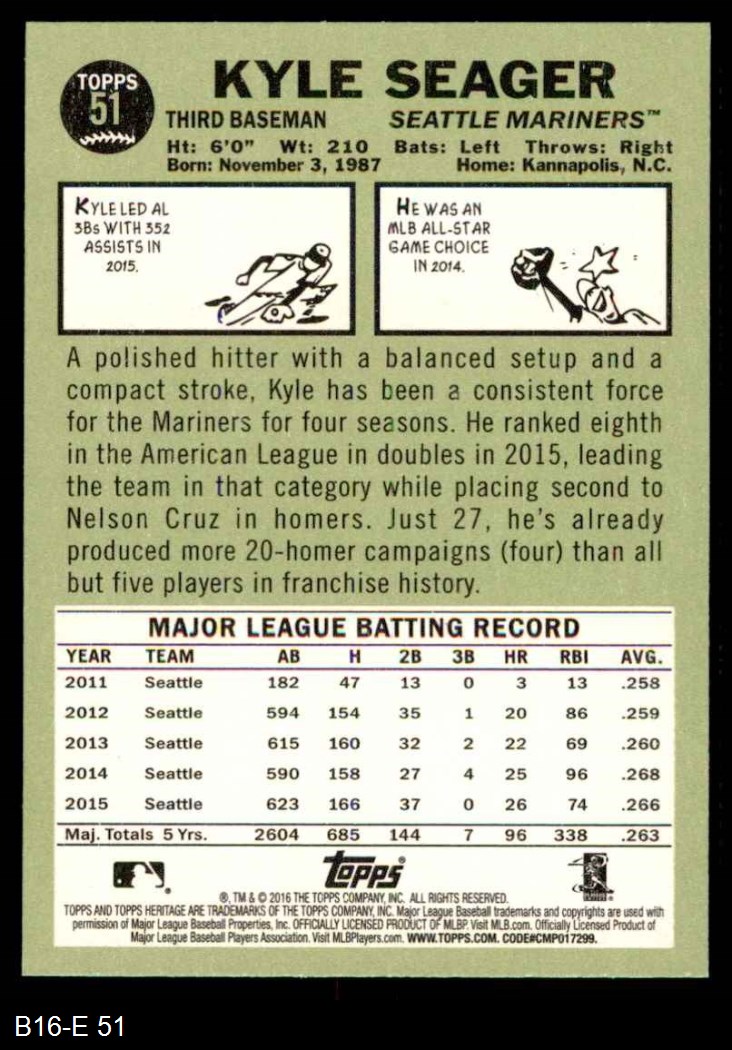 TOPPS
51
KYLE SEAGER
THIRD BASEMAN SEATTLE MARINERS™
Ht: 6'0" Wt: 210 Bats: Left Throws: Right
Born: November 3, 1987 Home: Kannapolis, N.C.
KYLE LED AL
3Bs WITH 352
ASSISTS IN
2015.
HE WAS AN
MLB ALL-STAR
GAME CHOICE
IN 2014.
A polished hitter with a balanced setup and a
compact stroke, Kyle has been a consistent force
for the Mariners for four seasons. He ranked eighth
in the American League in doubles in 2015, leading
the team in that category while placing second to
Nelson Cruz in homers. Just 27, he's already
produced more 20-homer campaigns (four) than all
but five players in franchise history.
MAJOR LEAGUE BATTING RECORD
YEAR TEAM AB H 2B 3B HR RBI AVG.
2011 Seattle 182 47 13 0 3 13 .258
2012 Seattle 594 154 35 1 20 86 .259
2013 Seattle 615 160 32 2 22 69 .260
2014 Seattle 590 158 27 4 25 96 .268
2015 Seattle 623 166 37 0 26 74 .266
Maj. Totals 5 Yrs. 2604 685 144 7 96 338 .263
Topps®
®, TM & © 2016 THE TOPPS COMPANY, INC. ALL RIGHTS RESERVED.
TOPPS AND TOPPS HERITAGE ARE TRADEMARKS OF THE TOPPS COMPANY, INC. Major League Baseball trademarks and copyrights are used with
permission of Major League Baseball Properties, Inc. OFFICIALLY LICENSED PRODUCT OF MLBP. Visit MLB.com. Officially Licensed Product of
Major League Baseball Players Association. Visit MLBPlayers.com. WWW.TOPPS.COM. CODE#CMP017299.
B16-E 51